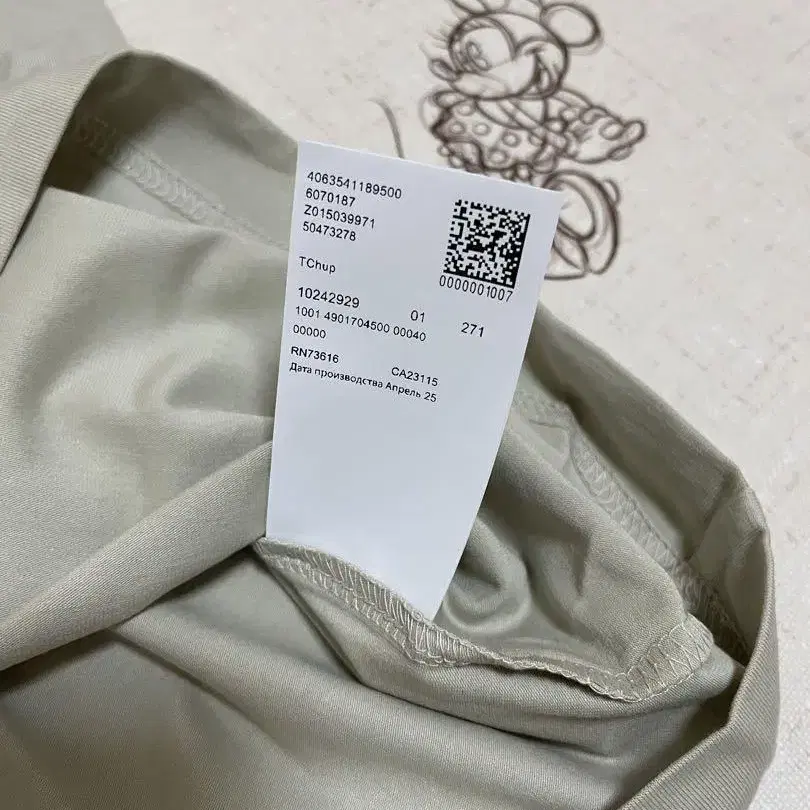 4063541189500
6070187
Z015039971
50473278
0000001007
TChup
10242929 01 271
1001 4901704500 00040
00000
RN73616 CA23115
Дата производства Апрель 25